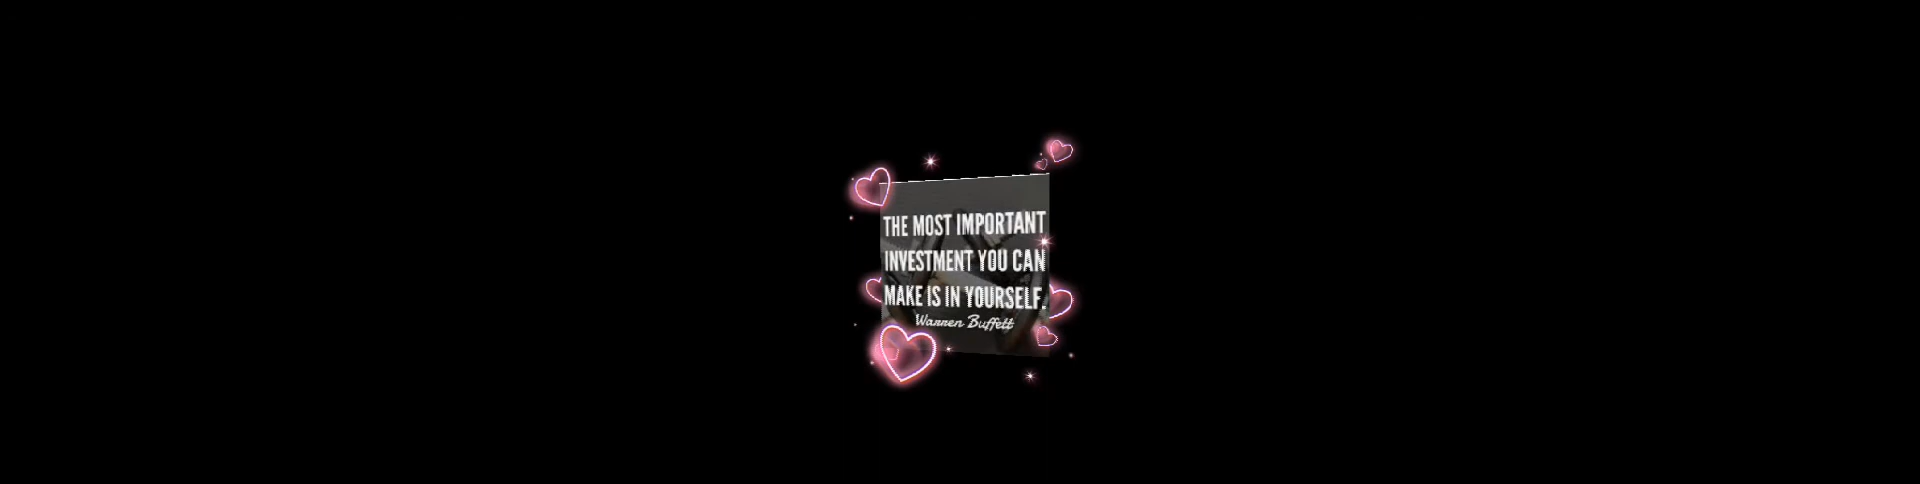 THE MOST IMPORTANT
INVESTMENT YOU CAN
MAKE IS IN YOURSELF.
Warren Buffett